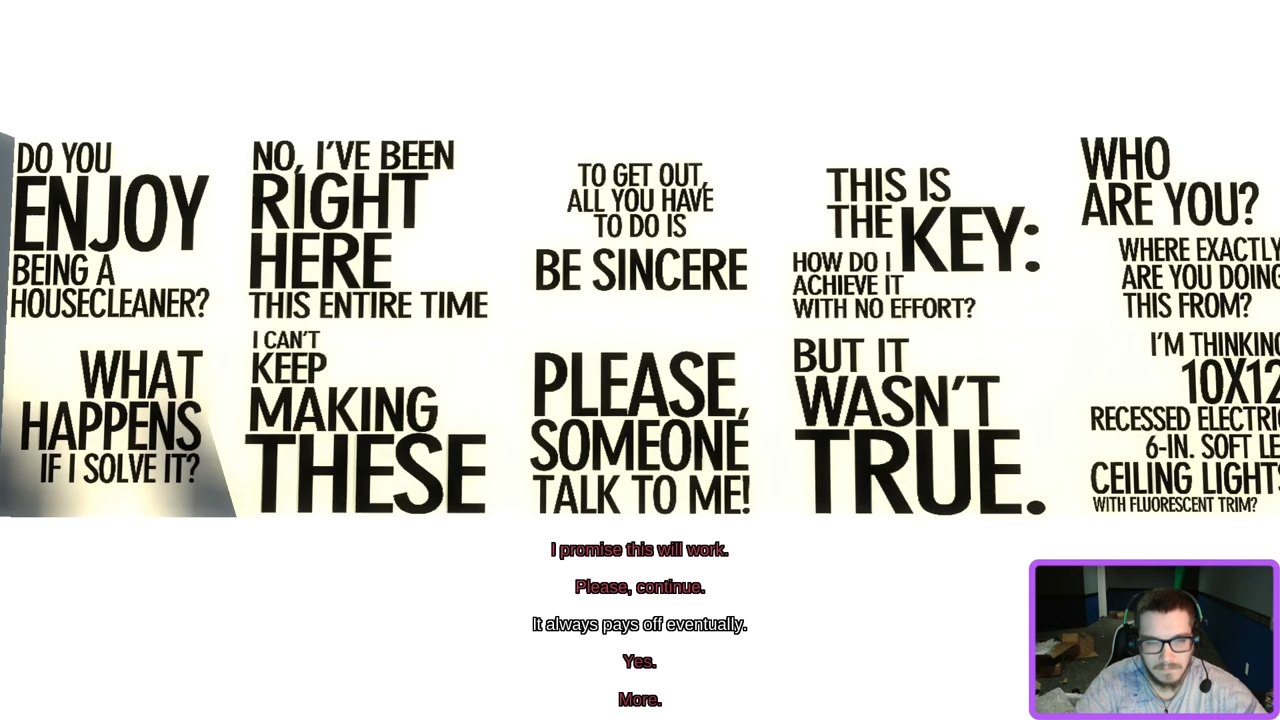 DO YOU
ENJOY
BEING A
HOUSECLEANER?
WHAT
HAPPENS
IF I SOLVE IT?
NO, I'VE BEEN
RIGHT
HERE
THIS ENTIRE TIME
I CAN'T
KEEP
MAKING
THESE
TO GET OUT,
ALL YOU HAVE
TO DO IS
BE SINCERE
PLEASE,
SOMEONE
TALK TO ME!
THIS IS
THE KEY:
HOW DO I
ACHIEVE IT
WITH NO EFFORT?
BUT IT
WASN'T
TRUE.
WHO
ARE YOU?
WHERE EXACTLY
ARE YOU DOING
THIS FROM?
I'M THINKING
10X12
RECESSED ELECTRIC
6-IN. SOFT LE
CEILING LIGHTS
WITH FLUORESCENT TRIM?
I promise this will work.
Please, continue.
It always pays off eventually.
Yes.
More.